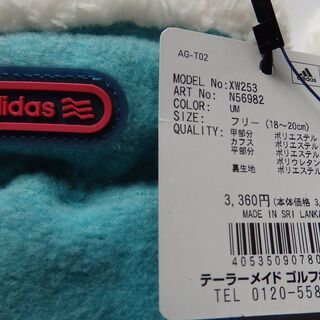 adidas
AG-T02
adidas
MODEL No:XW253
ART No: N56982
COLOR: UM
SIZE: フリー (18〜20cm)
QUALITY: 甲部分 ポリエステル
カフス ポリエステル
平部分 ポリエステル
ポリウレタン
裏生地 ポリエステル
3,360円 (本体価格 3,
MADE IN SRI LANKA
4053509078
テーラーメイド ゴルフ
TEL 0120-558